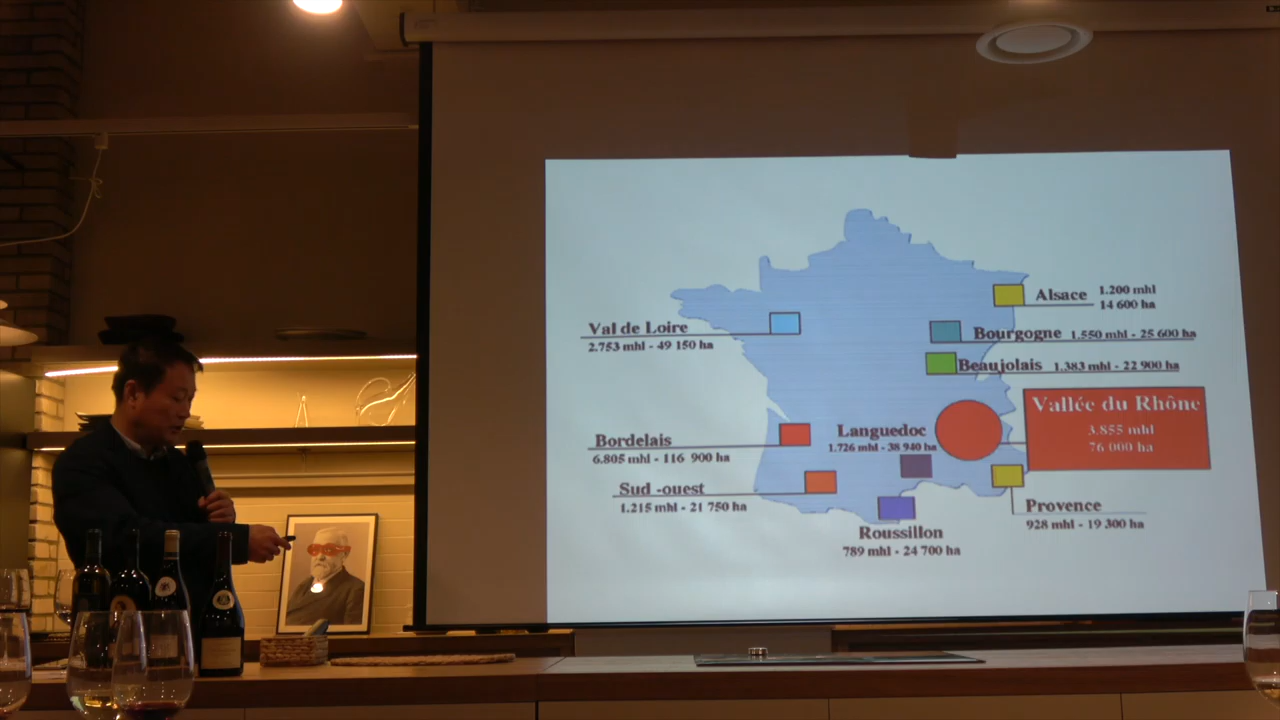 Alsace
1.200 mhl
14 600 ha
Val de Loire
2.753 mhl - 49 150 ha
Bourgogne 1.550 mhl - 25 600 ha
Beaujolais 1.383 mhl - 22 900 ha
Vallée du Rhône
3.855 mhl
76 000 ha
Languedoc
1.726 mhl - 38 940 ha
Bordelais
6.805 mhl - 116 900 ha
Sud -ouest
1.215 mhl - 21 750 ha
Provence
928 mhl - 19 300 ha
Roussillon
789 mhl - 24 700 ha